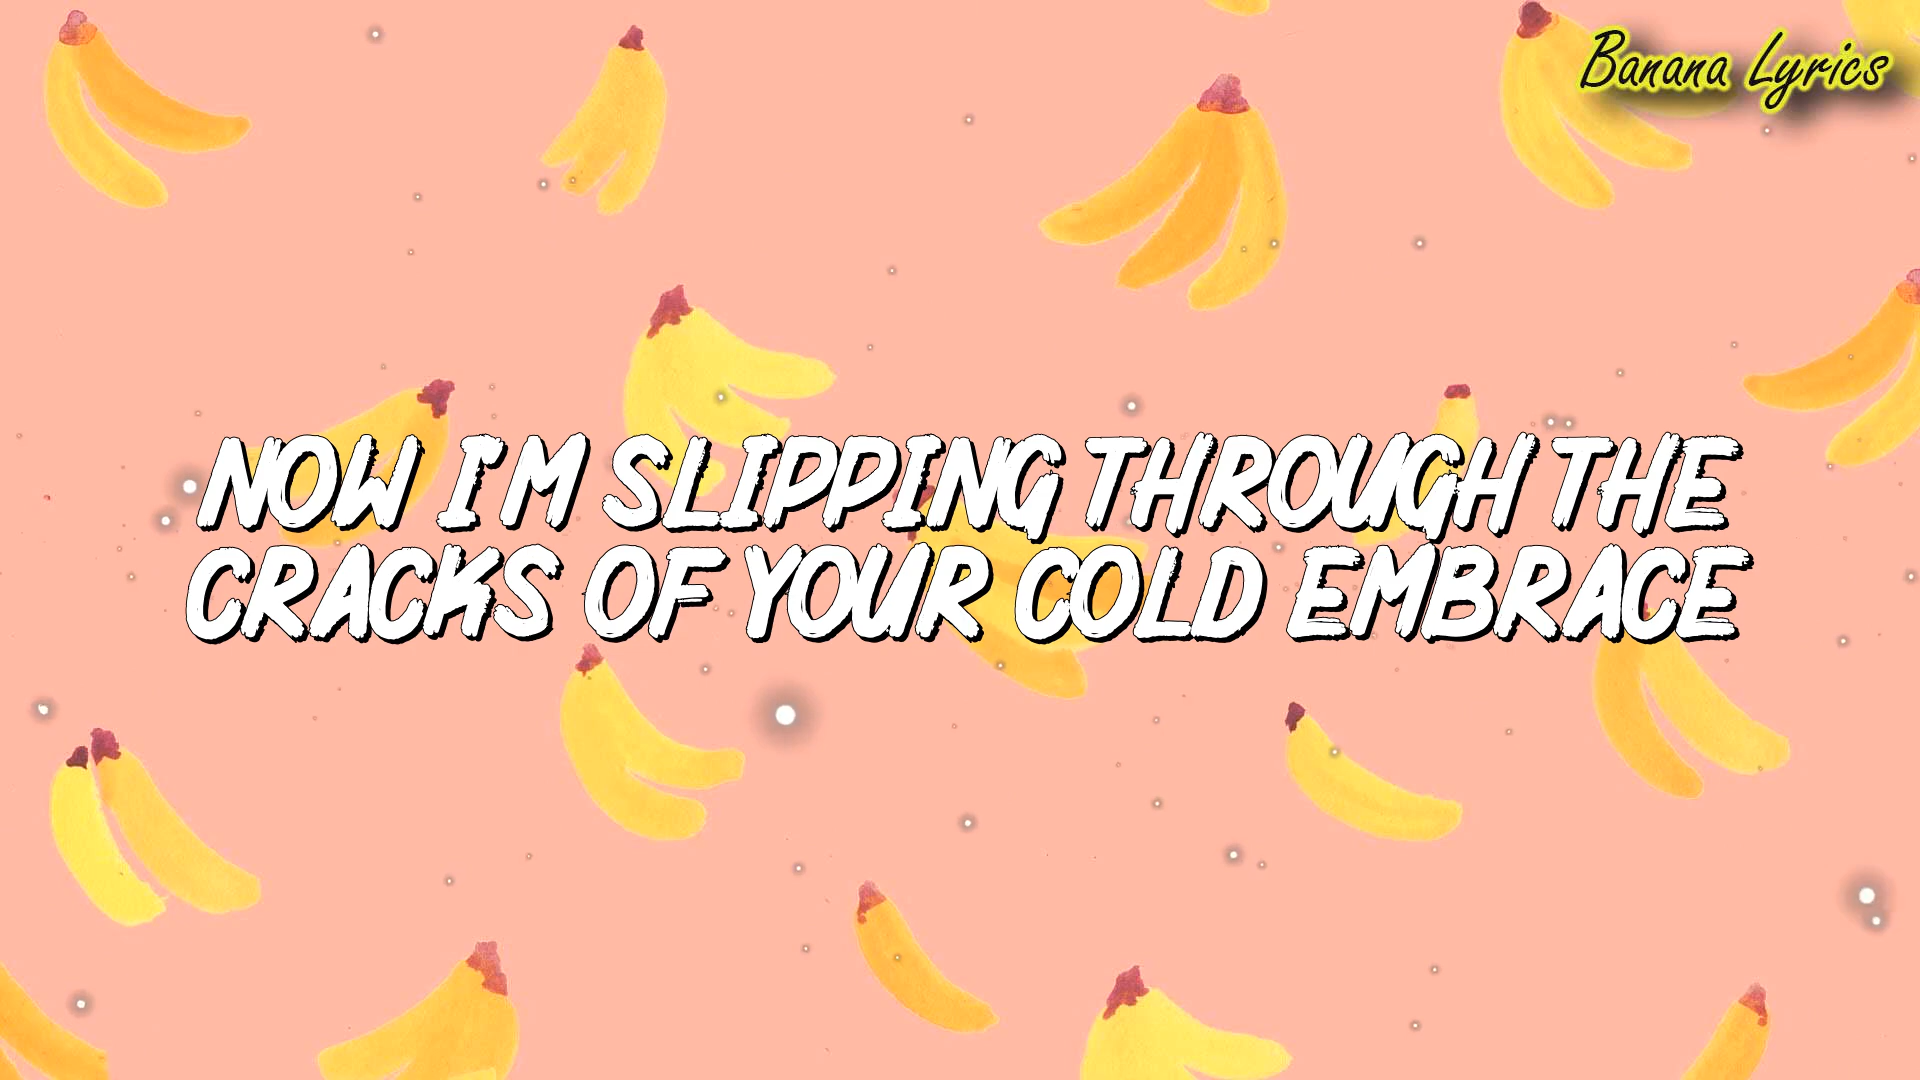 Banana Lyrics
NOW I'M SLIPPING THROUGH THE
CRACKS OF YOUR COLD EMBRACE